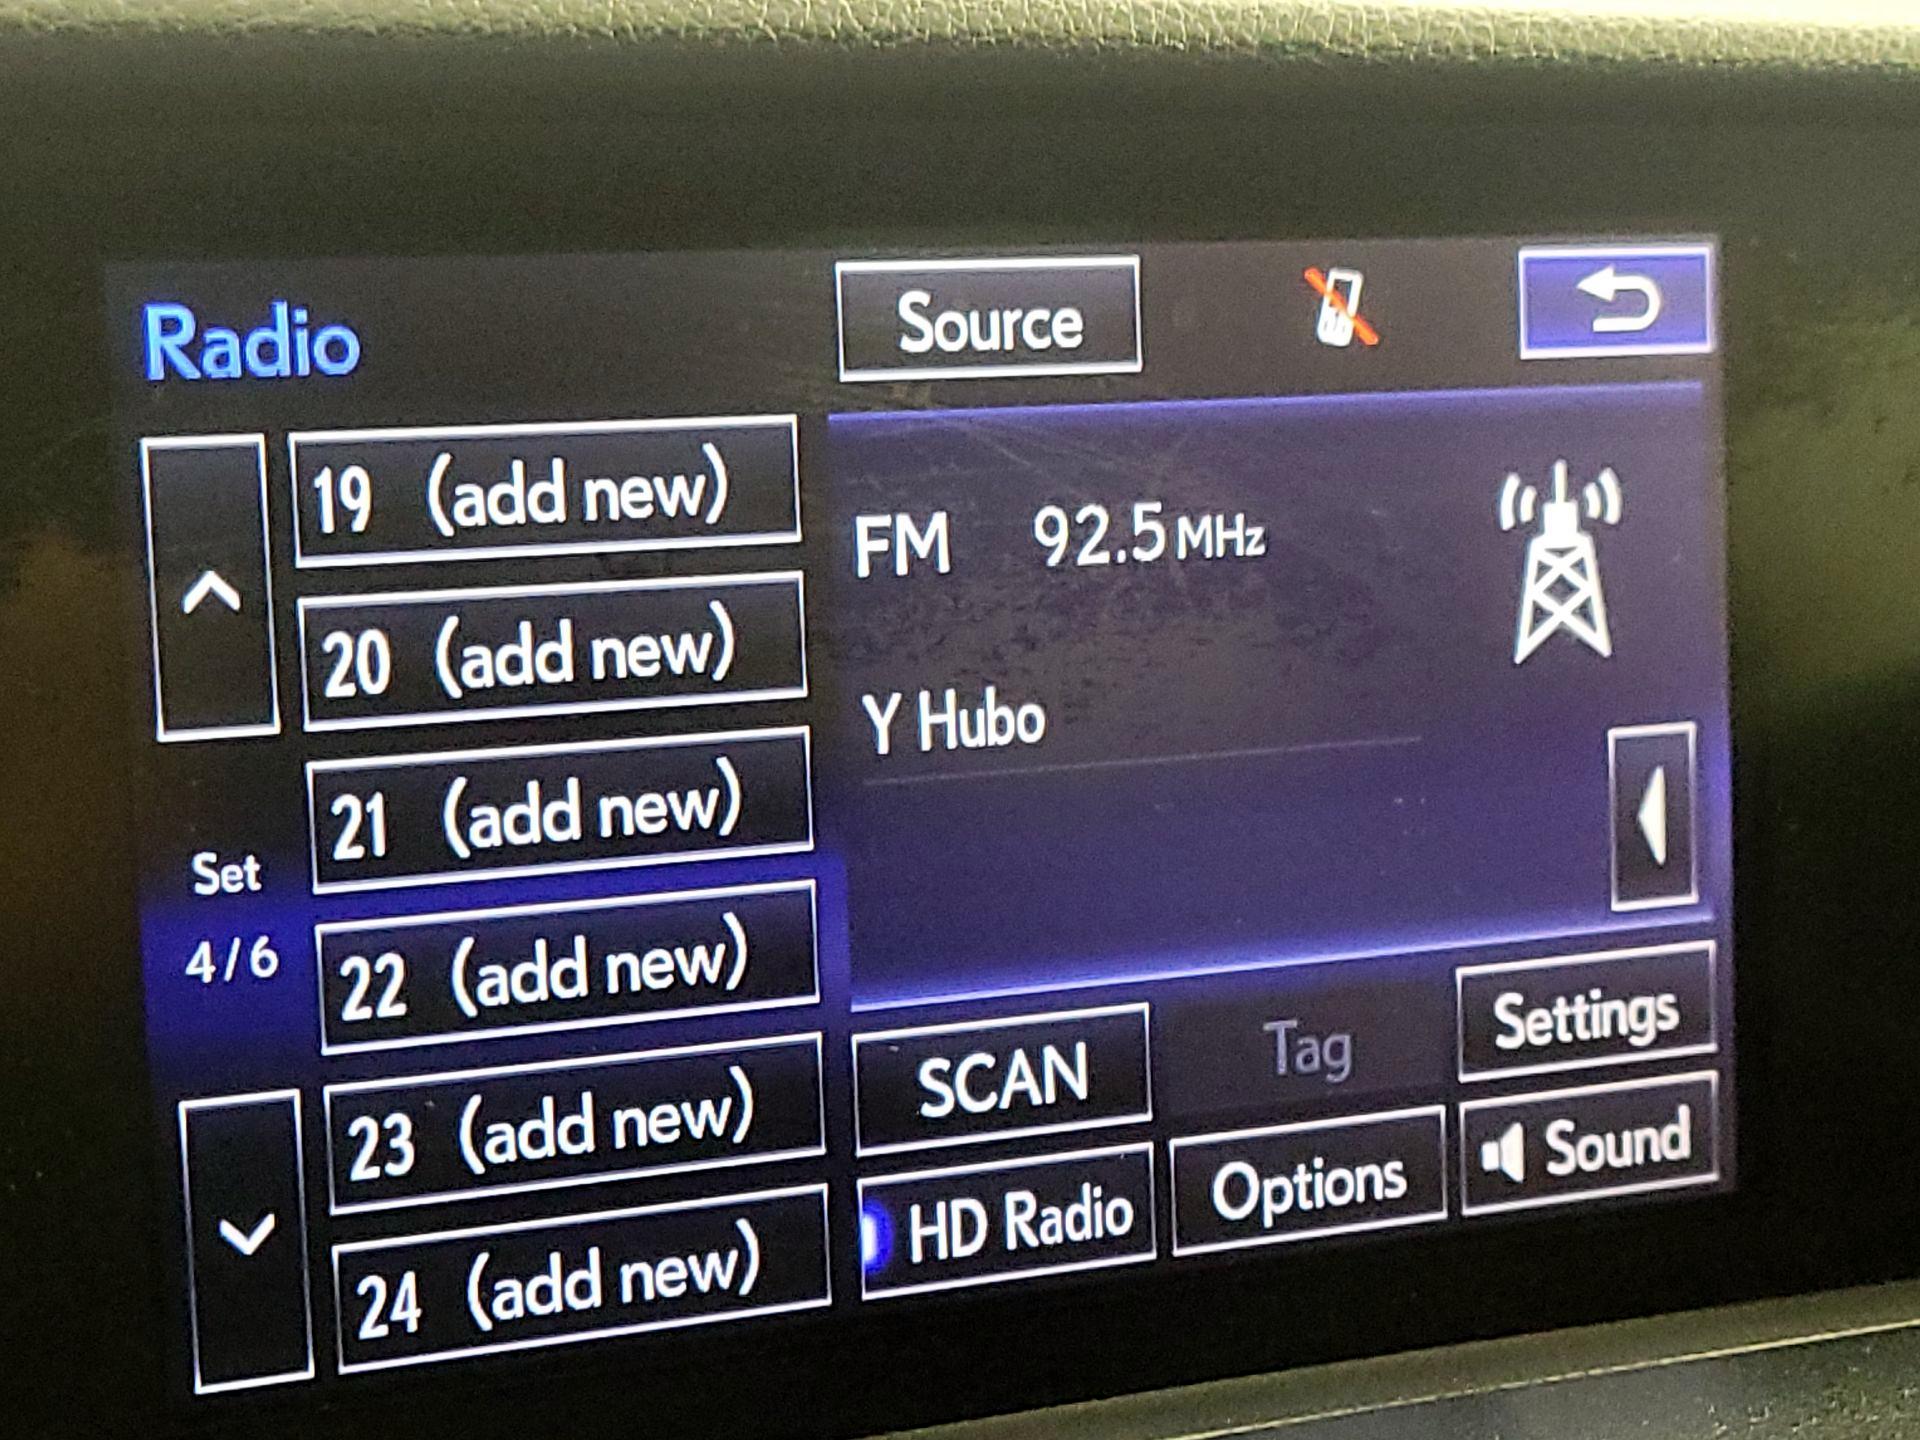 Radio
Source
19 (add new)
20 (add new)
21 (add new)
22 (add new)
23 (add new)
24 (add new)
Set
4/6
FM 92.5 MHz
Y Hubo
SCAN
Tag
Settings
HD Radio
Options
Sound